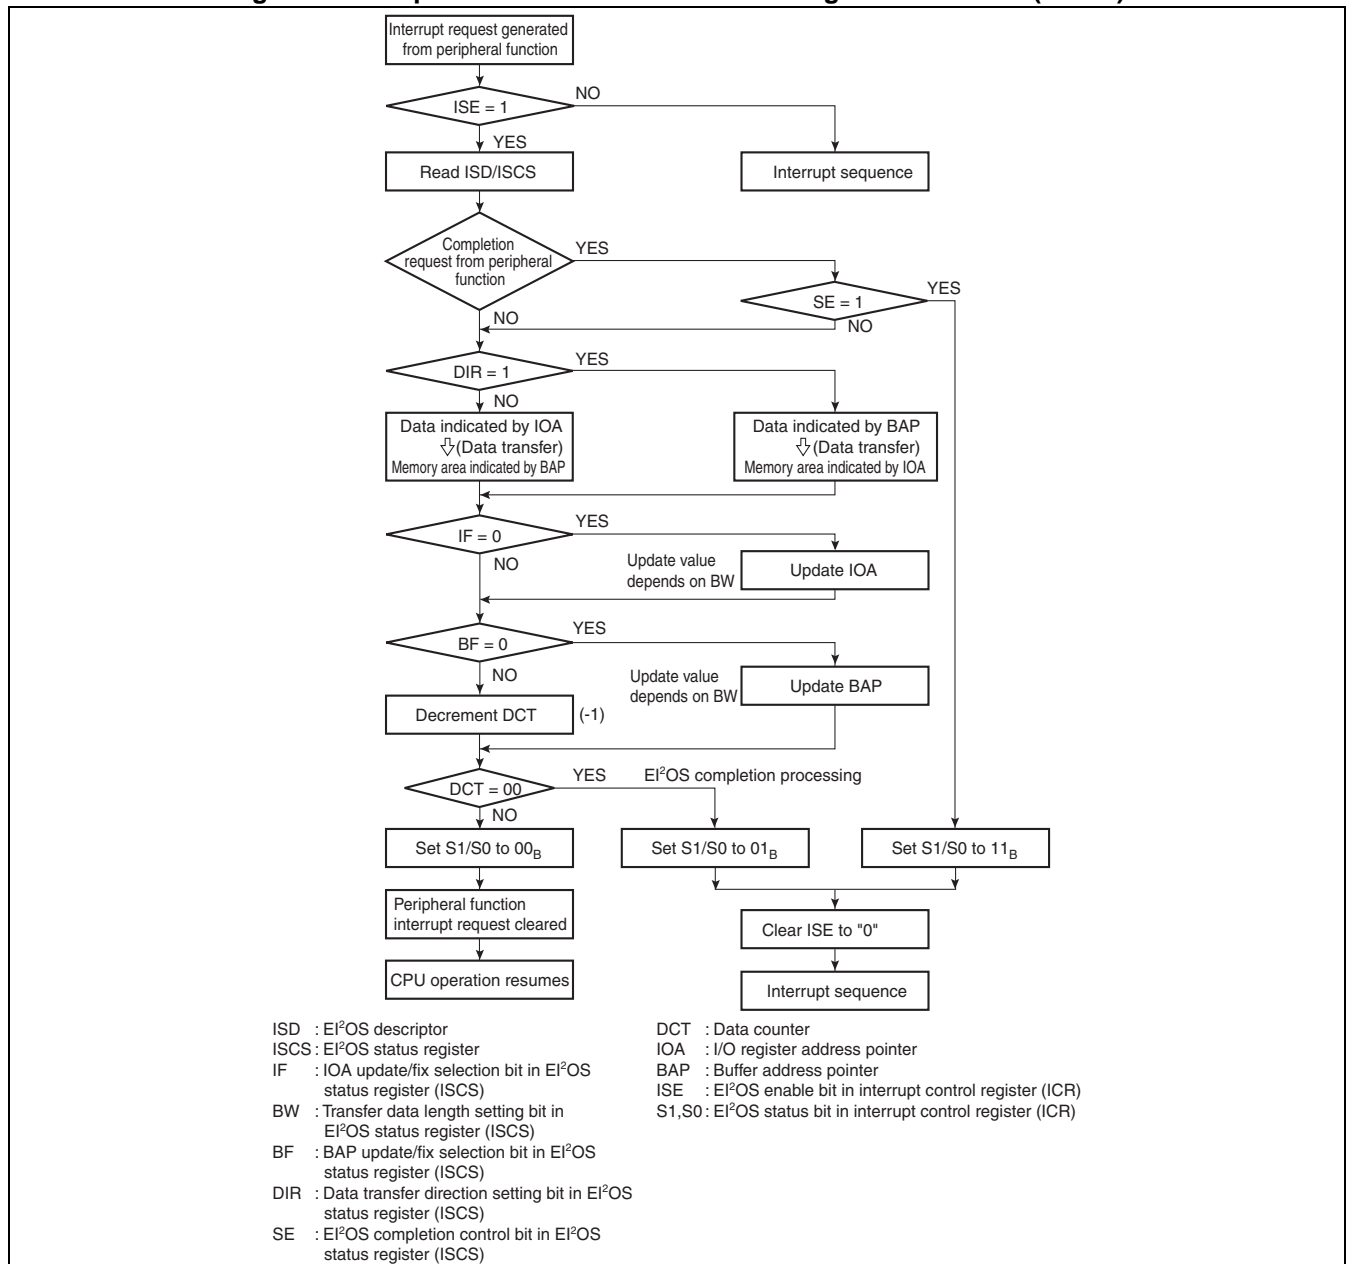 Interrupt request generated
from peripheral function
ISE = 1
NO
YES
Read ISD/ISCS
Interrupt sequence
Completion
request from peripheral
function
YES
SE = 1
YES
NO
NO
DIR = 1
YES
NO
Data indicated by IOA
(Data transfer)
Memory area indicated by BAP
Data indicated by BAP
(Data transfer)
Memory area indicated by IOA
IF = 0
YES
NO
Update value
depends on BW
Update IOA
BF = 0
YES
NO
Update value
depends on BW
Update BAP
Decrement DCT
(-1)
DCT = 00
YES
EI²OS completion processing
NO
Set S1/S0 to 00B
Set S1/S0 to 01B
Set S1/S0 to 11B
Peripheral function
interrupt request cleared
Clear ISE to "0"
CPU operation resumes
Interrupt sequence
ISD : EI²OS descriptor
ISCS : EI²OS status register
IF : IOA update/fix selection bit in EI²OS
status register (ISCS)
BW : Transfer data length setting bit in
EI²OS status register (ISCS)
BF : BAP update/fix selection bit in EI²OS
status register (ISCS)
DIR : Data transfer direction setting bit in EI²OS
status register (ISCS)
SE : EI²OS completion control bit in EI²OS
status register (ISCS)
DCT : Data counter
IOA : I/O register address pointer
BAP : Buffer address pointer
ISE : EI²OS enable bit in interrupt control register (ICR)
S1,S0 : EI²OS status bit in interrupt control register (ICR)